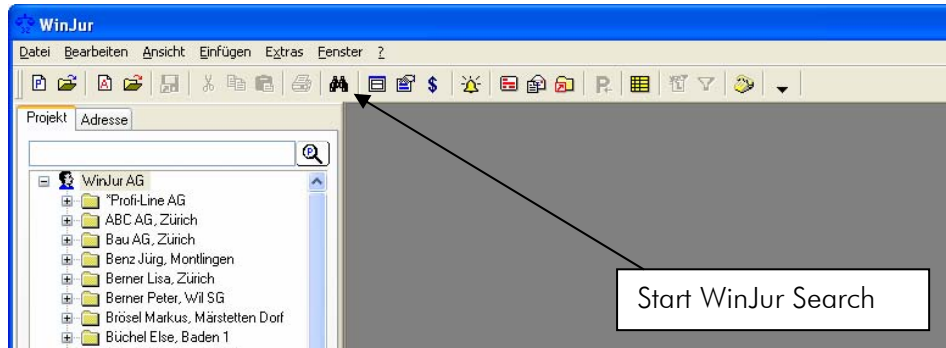 WinJur
Datei Bearbeiten Ansicht Einfügen Extras Fenster ?
Projekt Adresse
WinJur AG
*Profi-Line AG
ABC AG, Zürich
Bau AG, Zürich
Benz Jürg, Montlingen
Berner Lisa, Zürich
Berner Peter, Wil SG
Brösel Markus, Märstetten Dorf
Büchel Else, Baden 1
Start WinJur Search